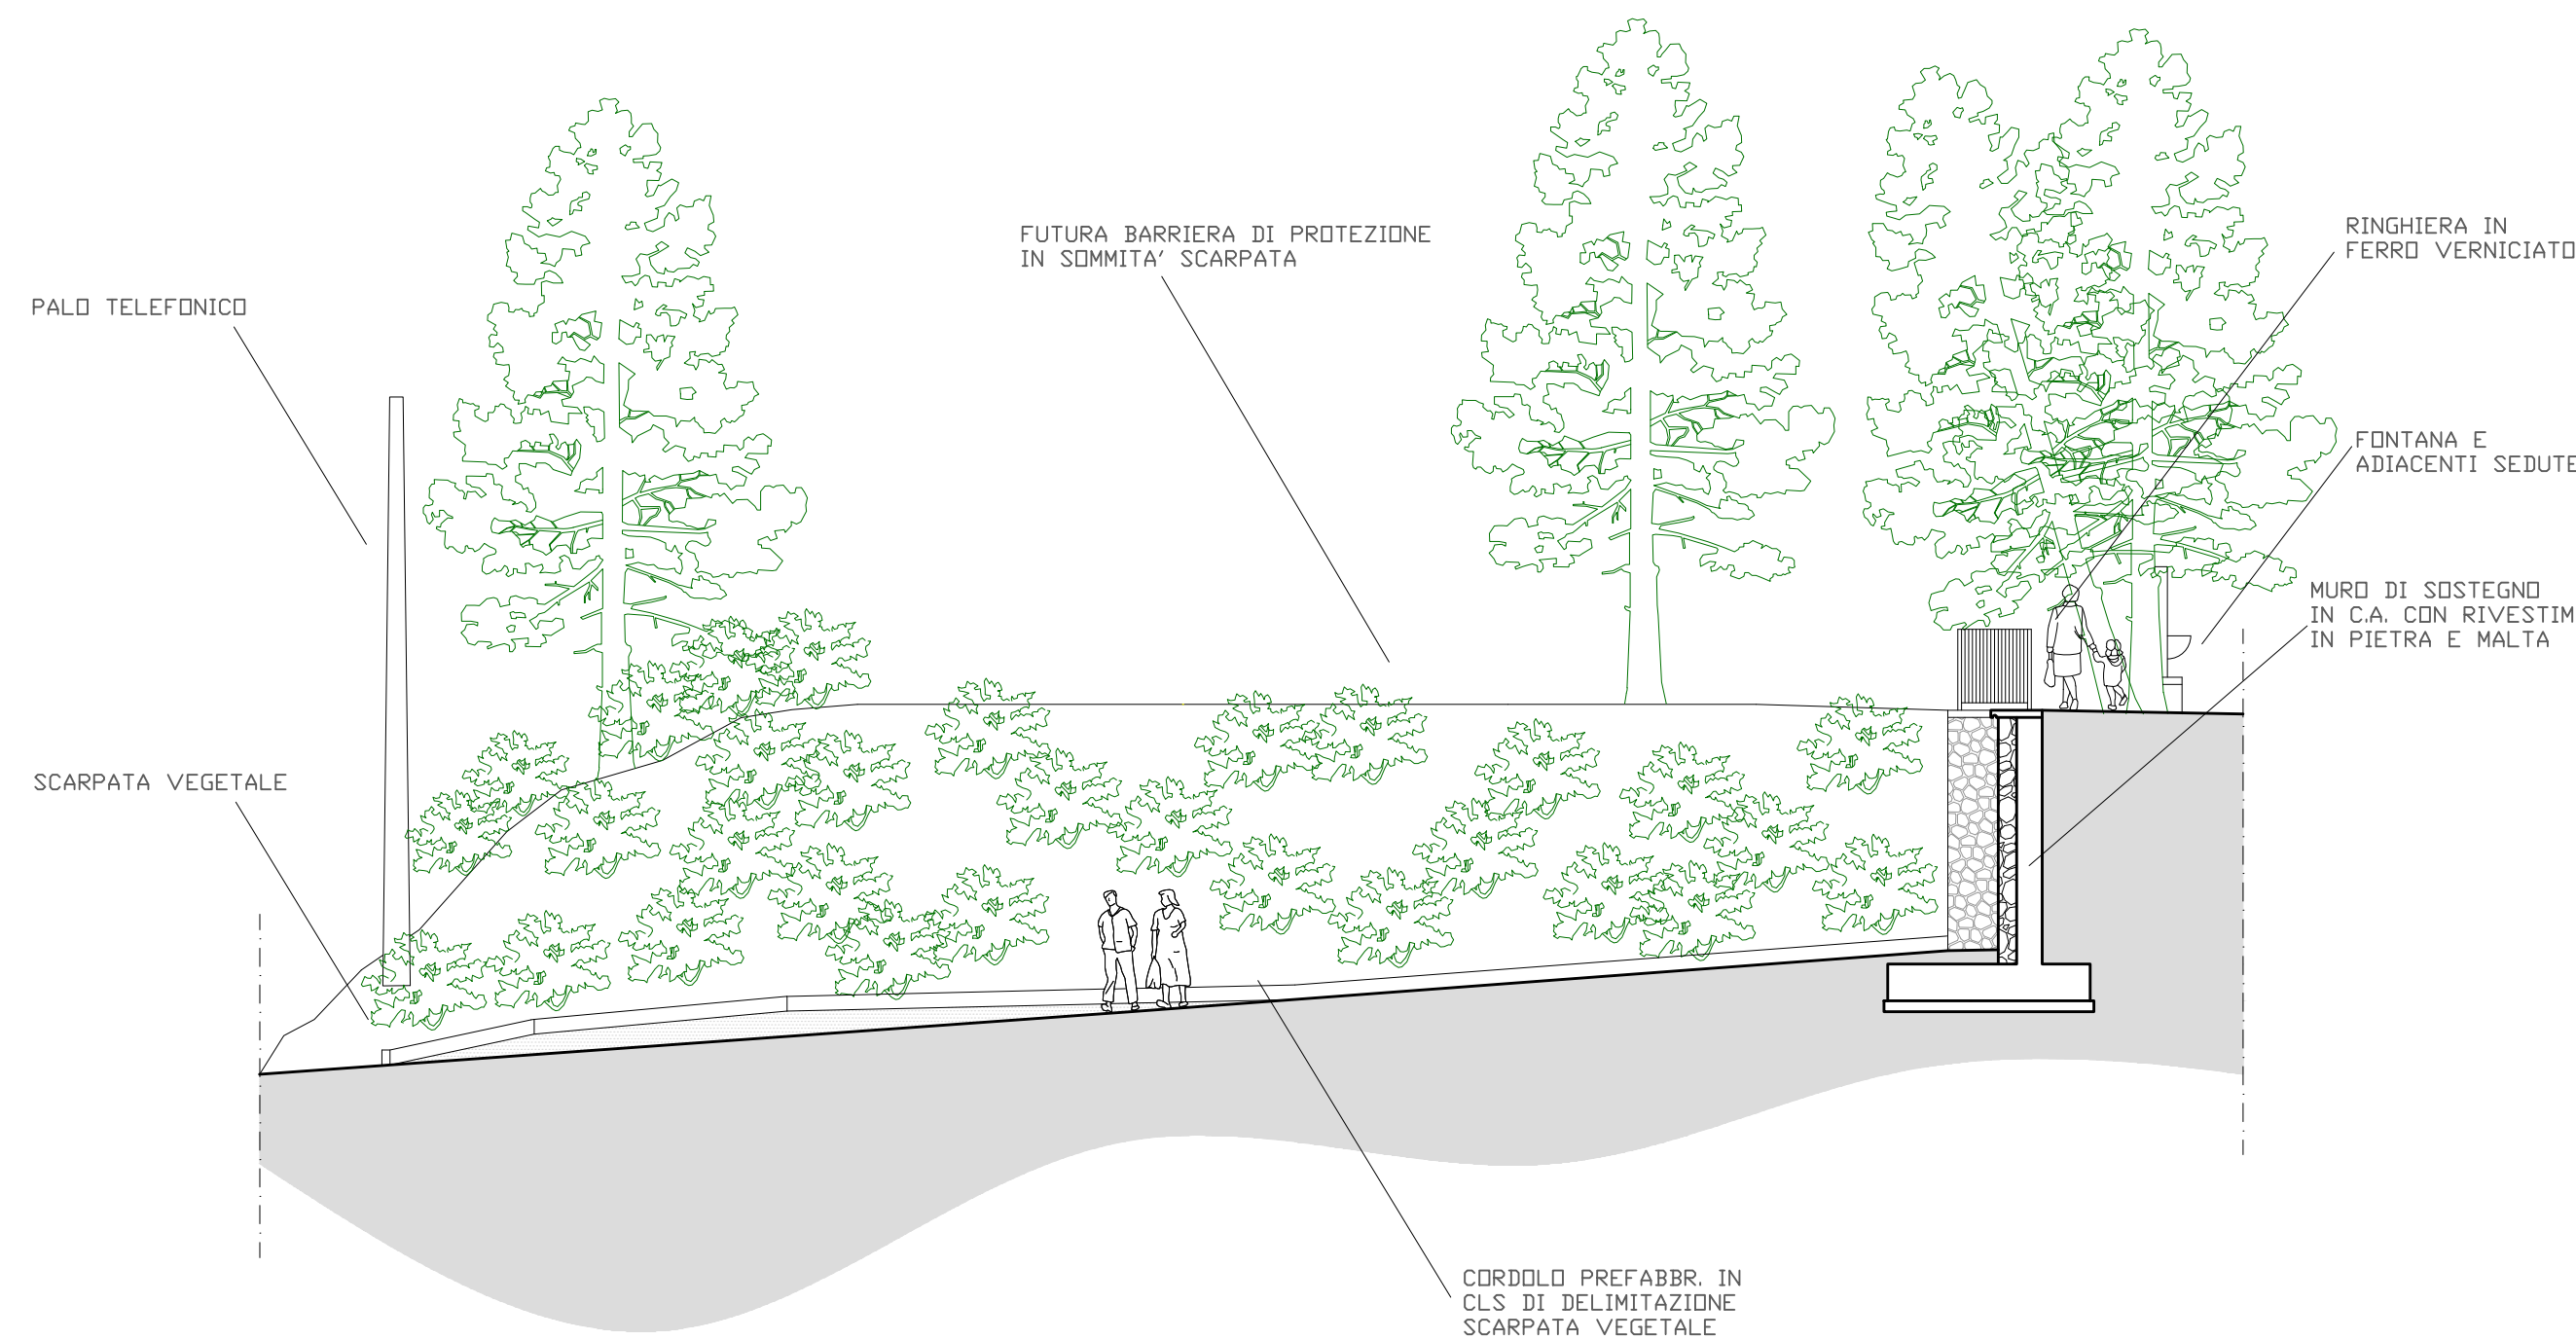 FUTURA BARRIERA DI PROTEZIONE
IN SOMMITA' SCARPATA
RINGHIERA IN
FERRO VERNICIATO
PALO TELEFONICO
FONTANA E
ADIACENTI SEDUTE
MURO DI SOSTEGNO
IN C.A. CON RIVESTIM
IN PIETRA E MALTA
SCARPATA VEGETALE
CORDOLO PREFABBR. IN
CLS DI DELIMITAZIONE
SCARPATA VEGETALE